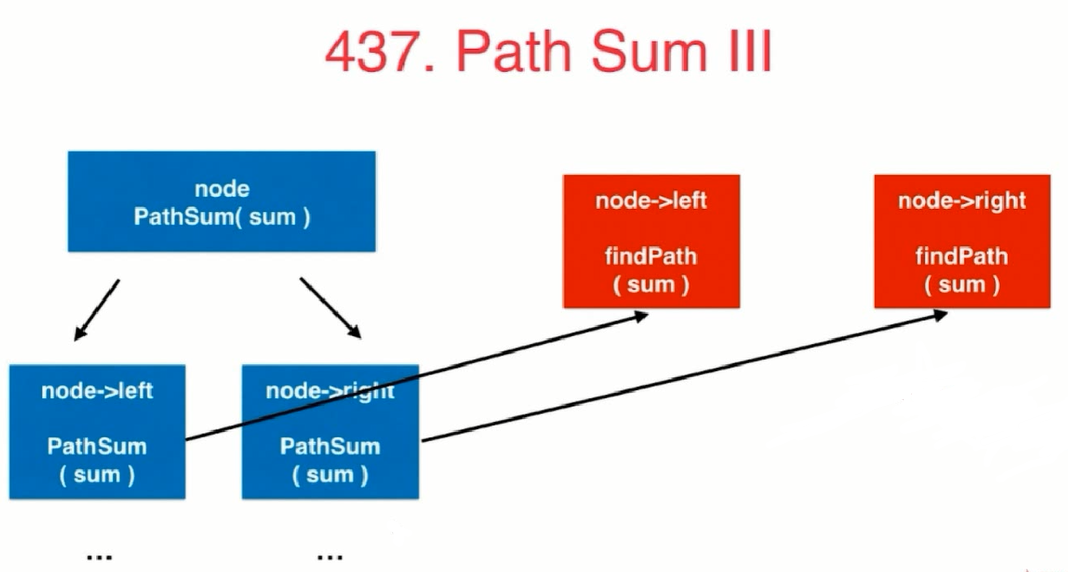 437. Path Sum III
node
PathSum( sum )
node->left
findPath
( sum )
node->right
findPath
( sum )
node->left
PathSum
( sum )
node->right
PathSum
( sum )
...
...